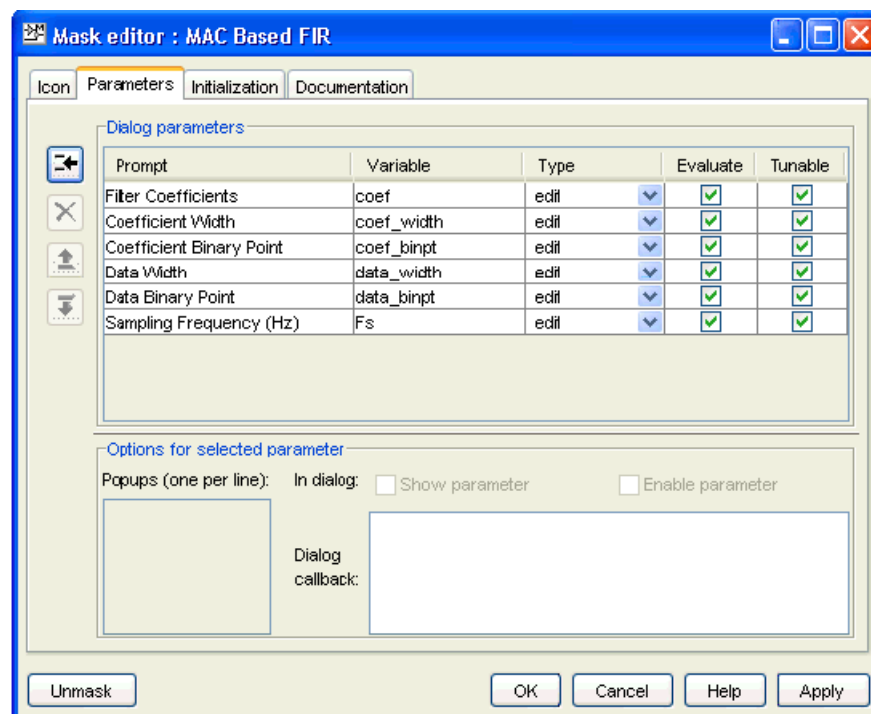 Mask editor : MAC Based FIR
Icon Parameters Initialization Documentation
Dialog parameters
Prompt Variable Type Evaluate Tunable
Filter Coefficients coef edit
Coefficient Width coef_width edit
Coefficient Binary Point coef_binpt edit
Data Width data_width edit
Data Binary Point data_binpt edit
Sampling Frequency (Hz) Fs edit
Options for selected parameter
Popups (one per line): In dialog: Show parameter Enable parameter
Dialog
callback:
Unmask OK Cancel Help Apply